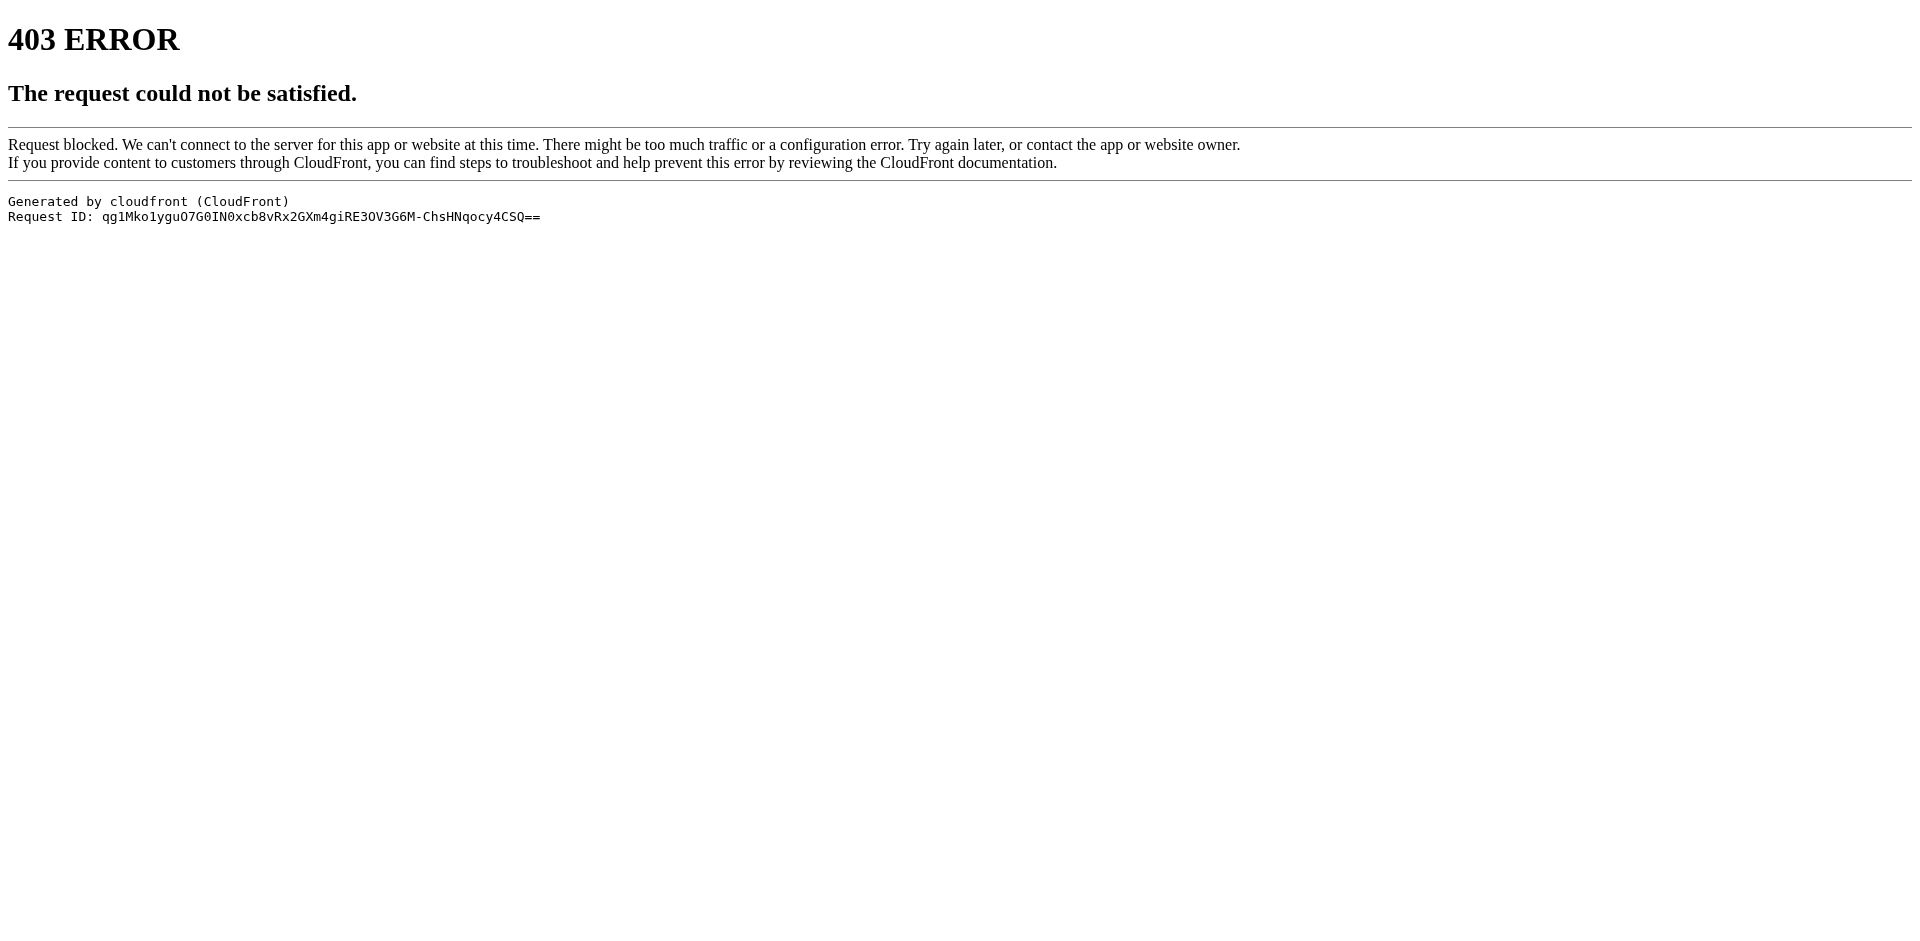 403 ERROR
The request could not be satisfied.
Request blocked. We can't connect to the server for this app or website at this time. There might be too much traffic or a configuration error. Try again later, or contact the app or website owner.
If you provide content to customers through CloudFront, you can find steps to troubleshoot and help prevent this error by reviewing the CloudFront documentation.
Generated by cloudfront (CloudFront)
Request ID: qg1Mko1yguO7G0IN0xcb8vRx2GXm4giRE3OV3G6M-ChsHNqocy4CSQ==